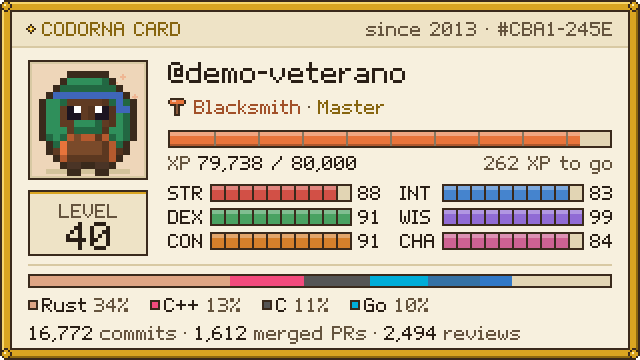 CODORNA CARD
since 2013 · #CBA1-245E
@demo-veterano
Blacksmith · Master
XP 79,738 / 80,000
262 XP to go
STR 88
INT 83
DEX 91
WIS 99
CON 91
CHA 84
LEVEL
40
Rust 34% C++ 13% C 11% Go 10%
16,772 commits · 1,612 merged PRs · 2,494 reviews